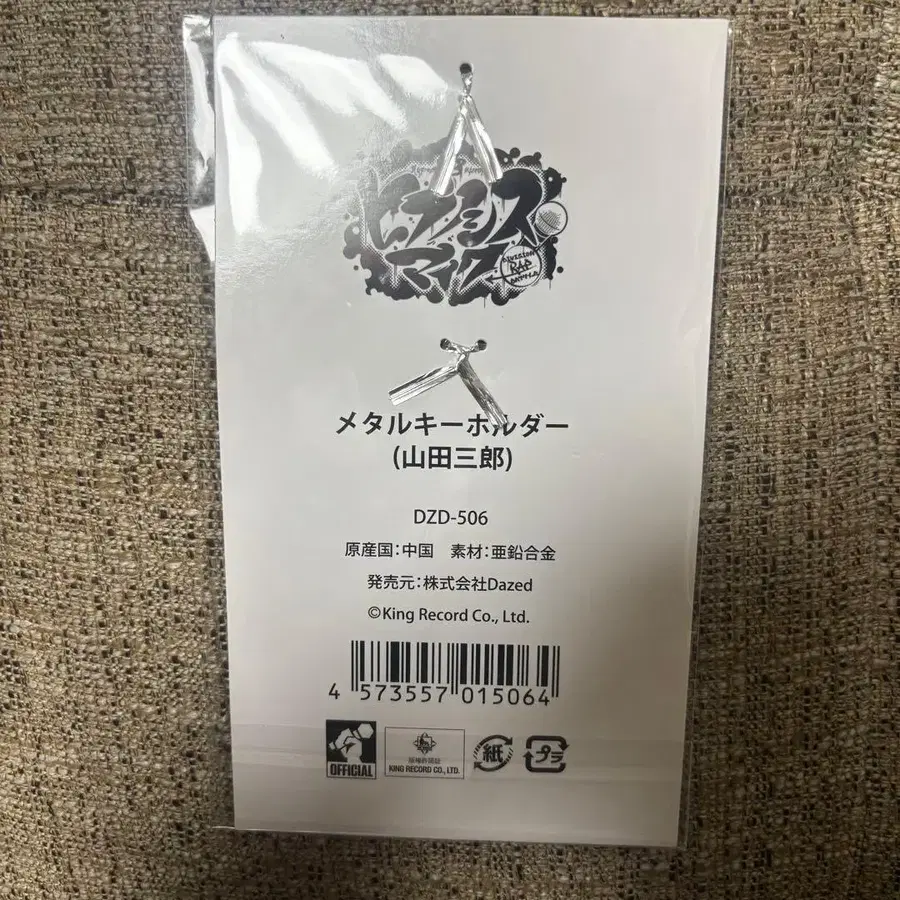 ヒプノシス
マイク
DIVISION
RAP
BATTLE
メタルキーホルダー
(山田三郎)
DZD-506
原産国:中国 素材:亜鉛合金
発売元:株式会社Dazed
©King Record Co., Ltd.
4 573557 015064
OFFICIAL
KING RECORD CO., LTD.
紙
プラ